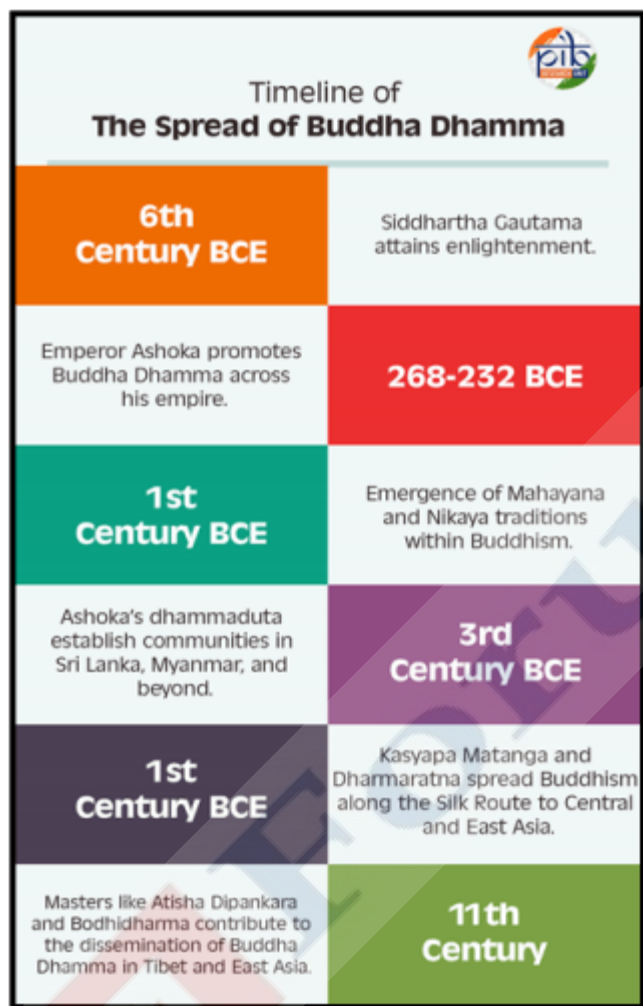 pib
RESEARCH UNIT
Timeline of
The Spread of Buddha Dhamma
6th
Century BCE
Siddhartha Gautama
attains enlightenment.
Emperor Ashoka promotes
Buddha Dhamma across
his empire.
268-232 BCE
1st
Century BCE
Emergence of Mahayana
and Nikaya traditions
within Buddhism.
Ashoka's dhammaduta
establish communities in
Sri Lanka, Myanmar, and
beyond.
3rd
Century BCE
1st
Century BCE
Kasyapa Matanga and
Dharmaratna spread Buddhism
along the Silk Route to Central
and East Asia.
Masters like Atisha Dipankara
and Bodhidharma contribute to
the dissemination of Buddha
Dhamma in Tibet and East Asia.
11th
Century